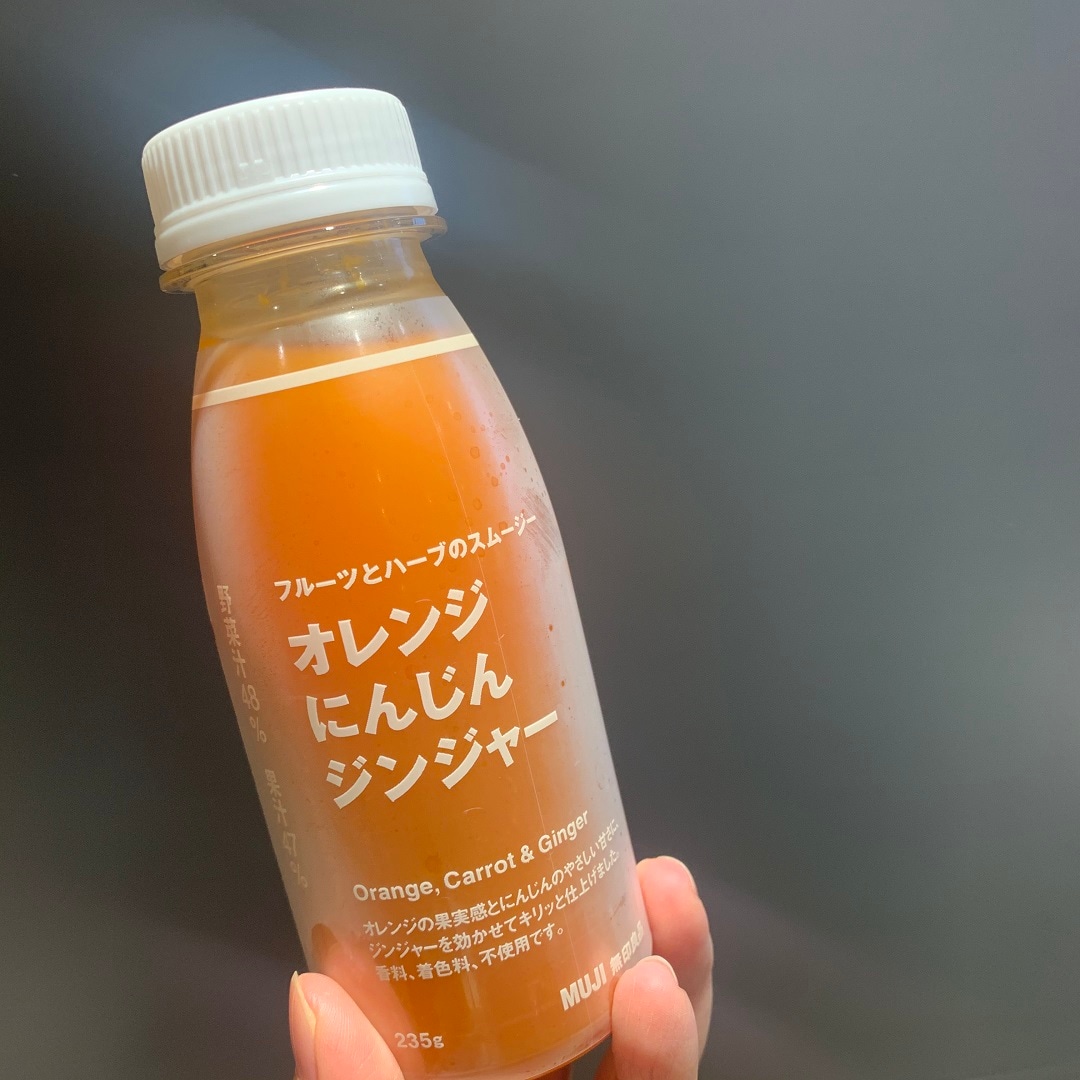 フルーツとハーブのスムージー
オレンジ
にんじん
ジンジャー
Orange, Carrot & Ginger
オレンジの果実感とにんじんのやさしい甘さに、
ジンジャーを効かせてキリッと仕上げました。
香料、着色料、不使用です。
MUJI 無印良品
235g
野菜汁48% 果汁47%